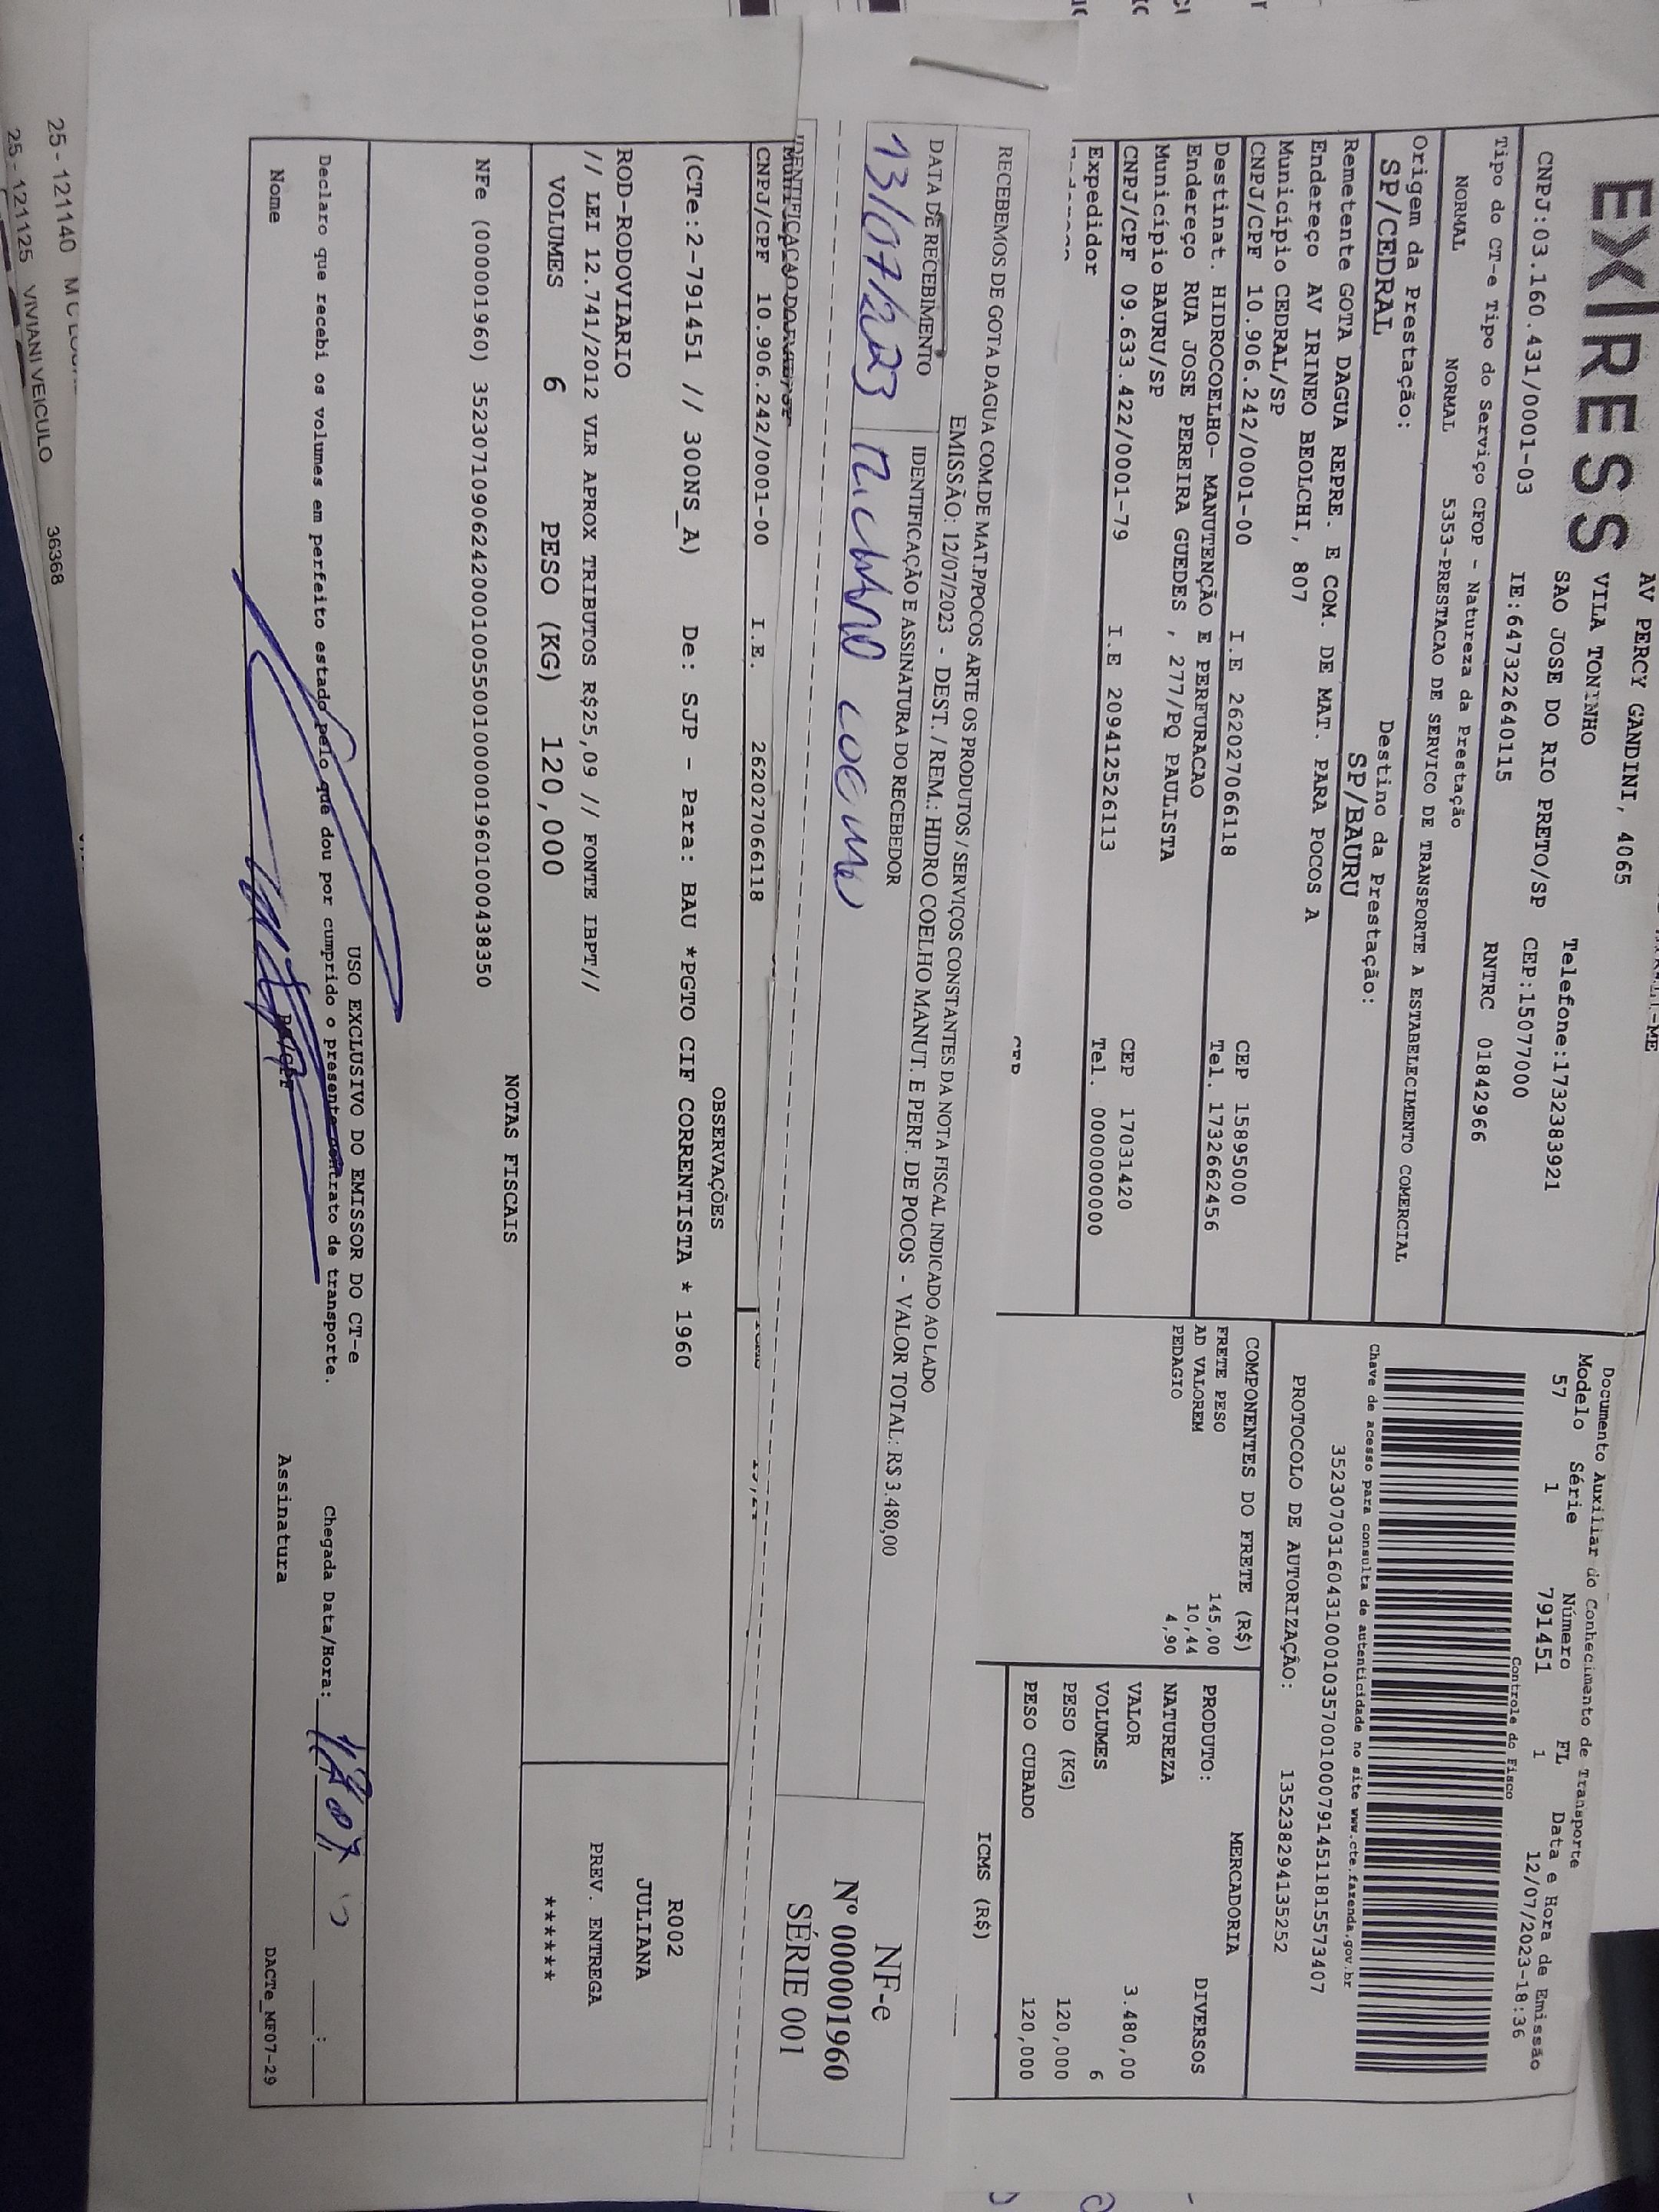 EX RESS
AV PERCY GANDINI, 4065
VILA TONINHO
SAO JOSE DO RIO PRETO/SP
Telefone:1732383921
CEP:15077000
CNPJ:03.160.431/0001-03 IE:647322640115 RNTRC 01842966
Tipo do CT-e Tipo do Serviço CFOP - Natureza da Prestação
NORMAL NORMAL 5353-PRESTACAO DE SERVICO DE TRANSPORTE A ESTABELECIMENTO COMERCIAL
Origem da Prestação: Destino da Prestação:
SP/CEDRAL SP/BAURU
Documento Auxiliar do Conhecimento de Transporte
Modelo Série Número FL Data e Hora de Emissão
57 1 791451 1 12/07/2023-18:36
Controle do Fisco
Chave de acesso para consulta de autenticidade no site www.cte.fazenda.gov.br
35230703160431000103570010007914511815573407
PROTOCOLO DE AUTORIZAÇÃO: 135238294135252
Remetente GOTA DAGUA REPRE. E COM. DE MAT. PARA POCOS A
Endereço AV IRINEO BEOLCHI, 807
Município CEDRAL/SP CEP 15895000
CNPJ/CPF 10.906.242/0001-00 I.E 262027066118 Tel. 1732662456
Destinat. HIDROCOELHO- MANUTENÇÃO E PERFURACAO
Endereço RUA JOSE PEREIRA GUEDES , 277/PQ PAULISTA
Município BAURU/SP CEP 17031420
CNPJ/CPF 09.633.422/0001-79 I.E 209412526113 Tel. 0000000000
Expedidor
CEP
COMPONENTES DO FRETE (R$)
FRETE PESO 145,00
AD VALOREM 10,44
PEDAGIO 4,90
MERCADORIA
PRODUTO: DIVERSOS
NATUREZA
VALOR 3.480,00
VOLUMES 6
PESO (KG) 120,000
PESO CUBADO 120,000
ICMS (R$)
RECEBEMOS DE GOTA DAGUA COM.DE MAT.P/POCOS ARTE OS PRODUTOS / SERVIÇOS CONSTANTES DA NOTA FISCAL INDICADO AO LADO
EMISSÃO: 12/07/2023 - DEST. / REM.: HIDRO COELHO MANUT. E PERF. DE POCOS - VALOR TOTAL: R$ 3.480,00
DATA DE RECEBIMENTO IDENTIFICAÇÃO E ASSINATURA DO RECEBEDOR
13/07/223
NF-e
Nº 000001960
SÉRIE 001
CNPJ/CPF 10.906.242/0001-00 I.E. 262027066118
OBSERVAÇÕES
(CTe:2-791451 // 300NS_A) De: SJP - Para: BAU *PGTO CIF CORRENTISTA * 1960
ROD-RODOVIARIO
// LEI 12.741/2012 VLR APROX TRIBUTOS R$25,09 // FONTE IBPT//
VOLUMES 6 PESO (KG) 120,000
R002
JULIANA
PREV. ENTREGA
******
NOTAS FISCAIS
NFe (000001960) 35230710906242000100550010000019601000438350
USO EXCLUSIVO DO EMISSOR DO CT-e
Declaro que recebi os volumes em perfeito estado pelo que dou por cumprido o presente contrato de transporte. Chegada Data/Hora:
Nome RG/CPF Assinatura
DACTe_MF07-29
25 - 121140
25 - 121125 VIVIANI VEICULO 36368